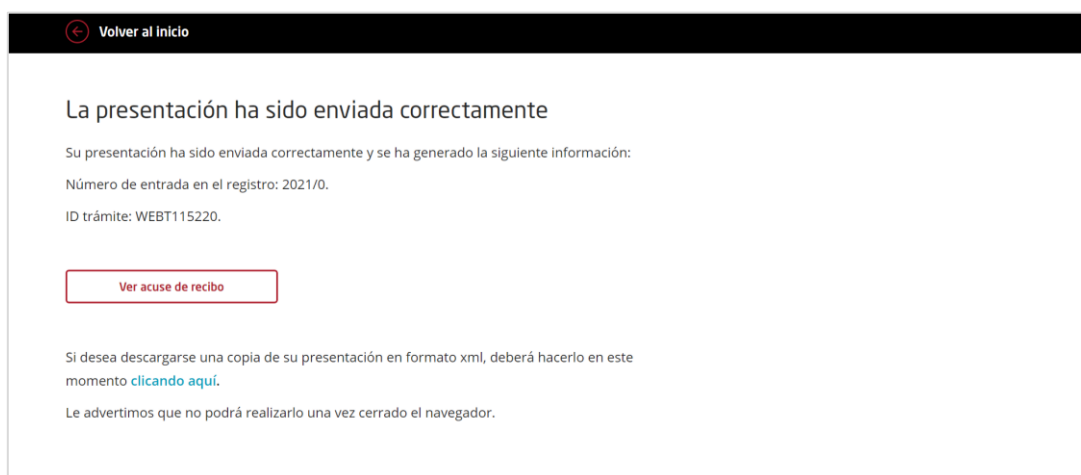 Volver al inicio
La presentación ha sido enviada correctamente
Su presentación ha sido enviada correctamente y se ha generado la siguiente información:
Número de entrada en el registro: 2021/0.
ID trámite: WEBT115220.
Ver acuse de recibo
Si desea descargarse una copia de su presentación en formato xml, deberá hacerlo en este
momento clicando aquí.
Le advertimos que no podrá realizarlo una vez cerrado el navegador.